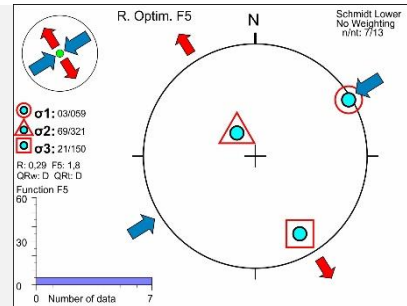 R. Optim. F5
N
Schmidt Lower
No Weighting
n/nt: 7/13
σ1: 03/059
σ2: 69/321
σ3: 21/150
R: 0,29 F5: 1,8
QRw: D QRt: D
Function F5
60
30
0
0 Number of data 7